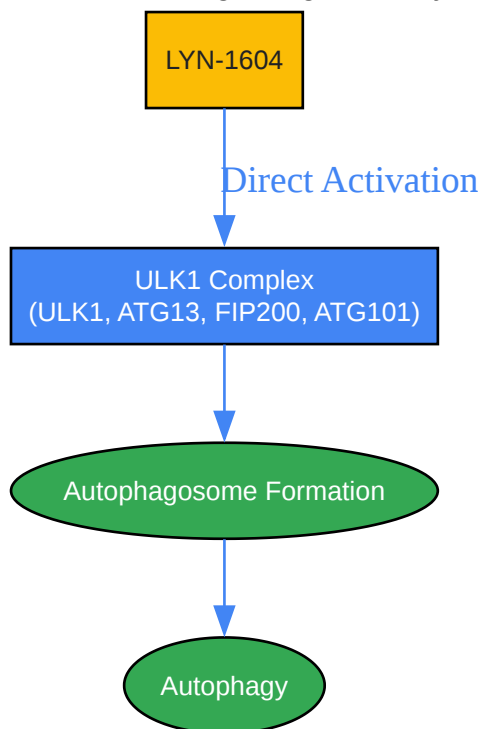 LYN-1604
Direct Activation
ULK1 Complex
(ULK1, ATG13, FIP200, ATG101)
Autophagosome Formation
Autophagy